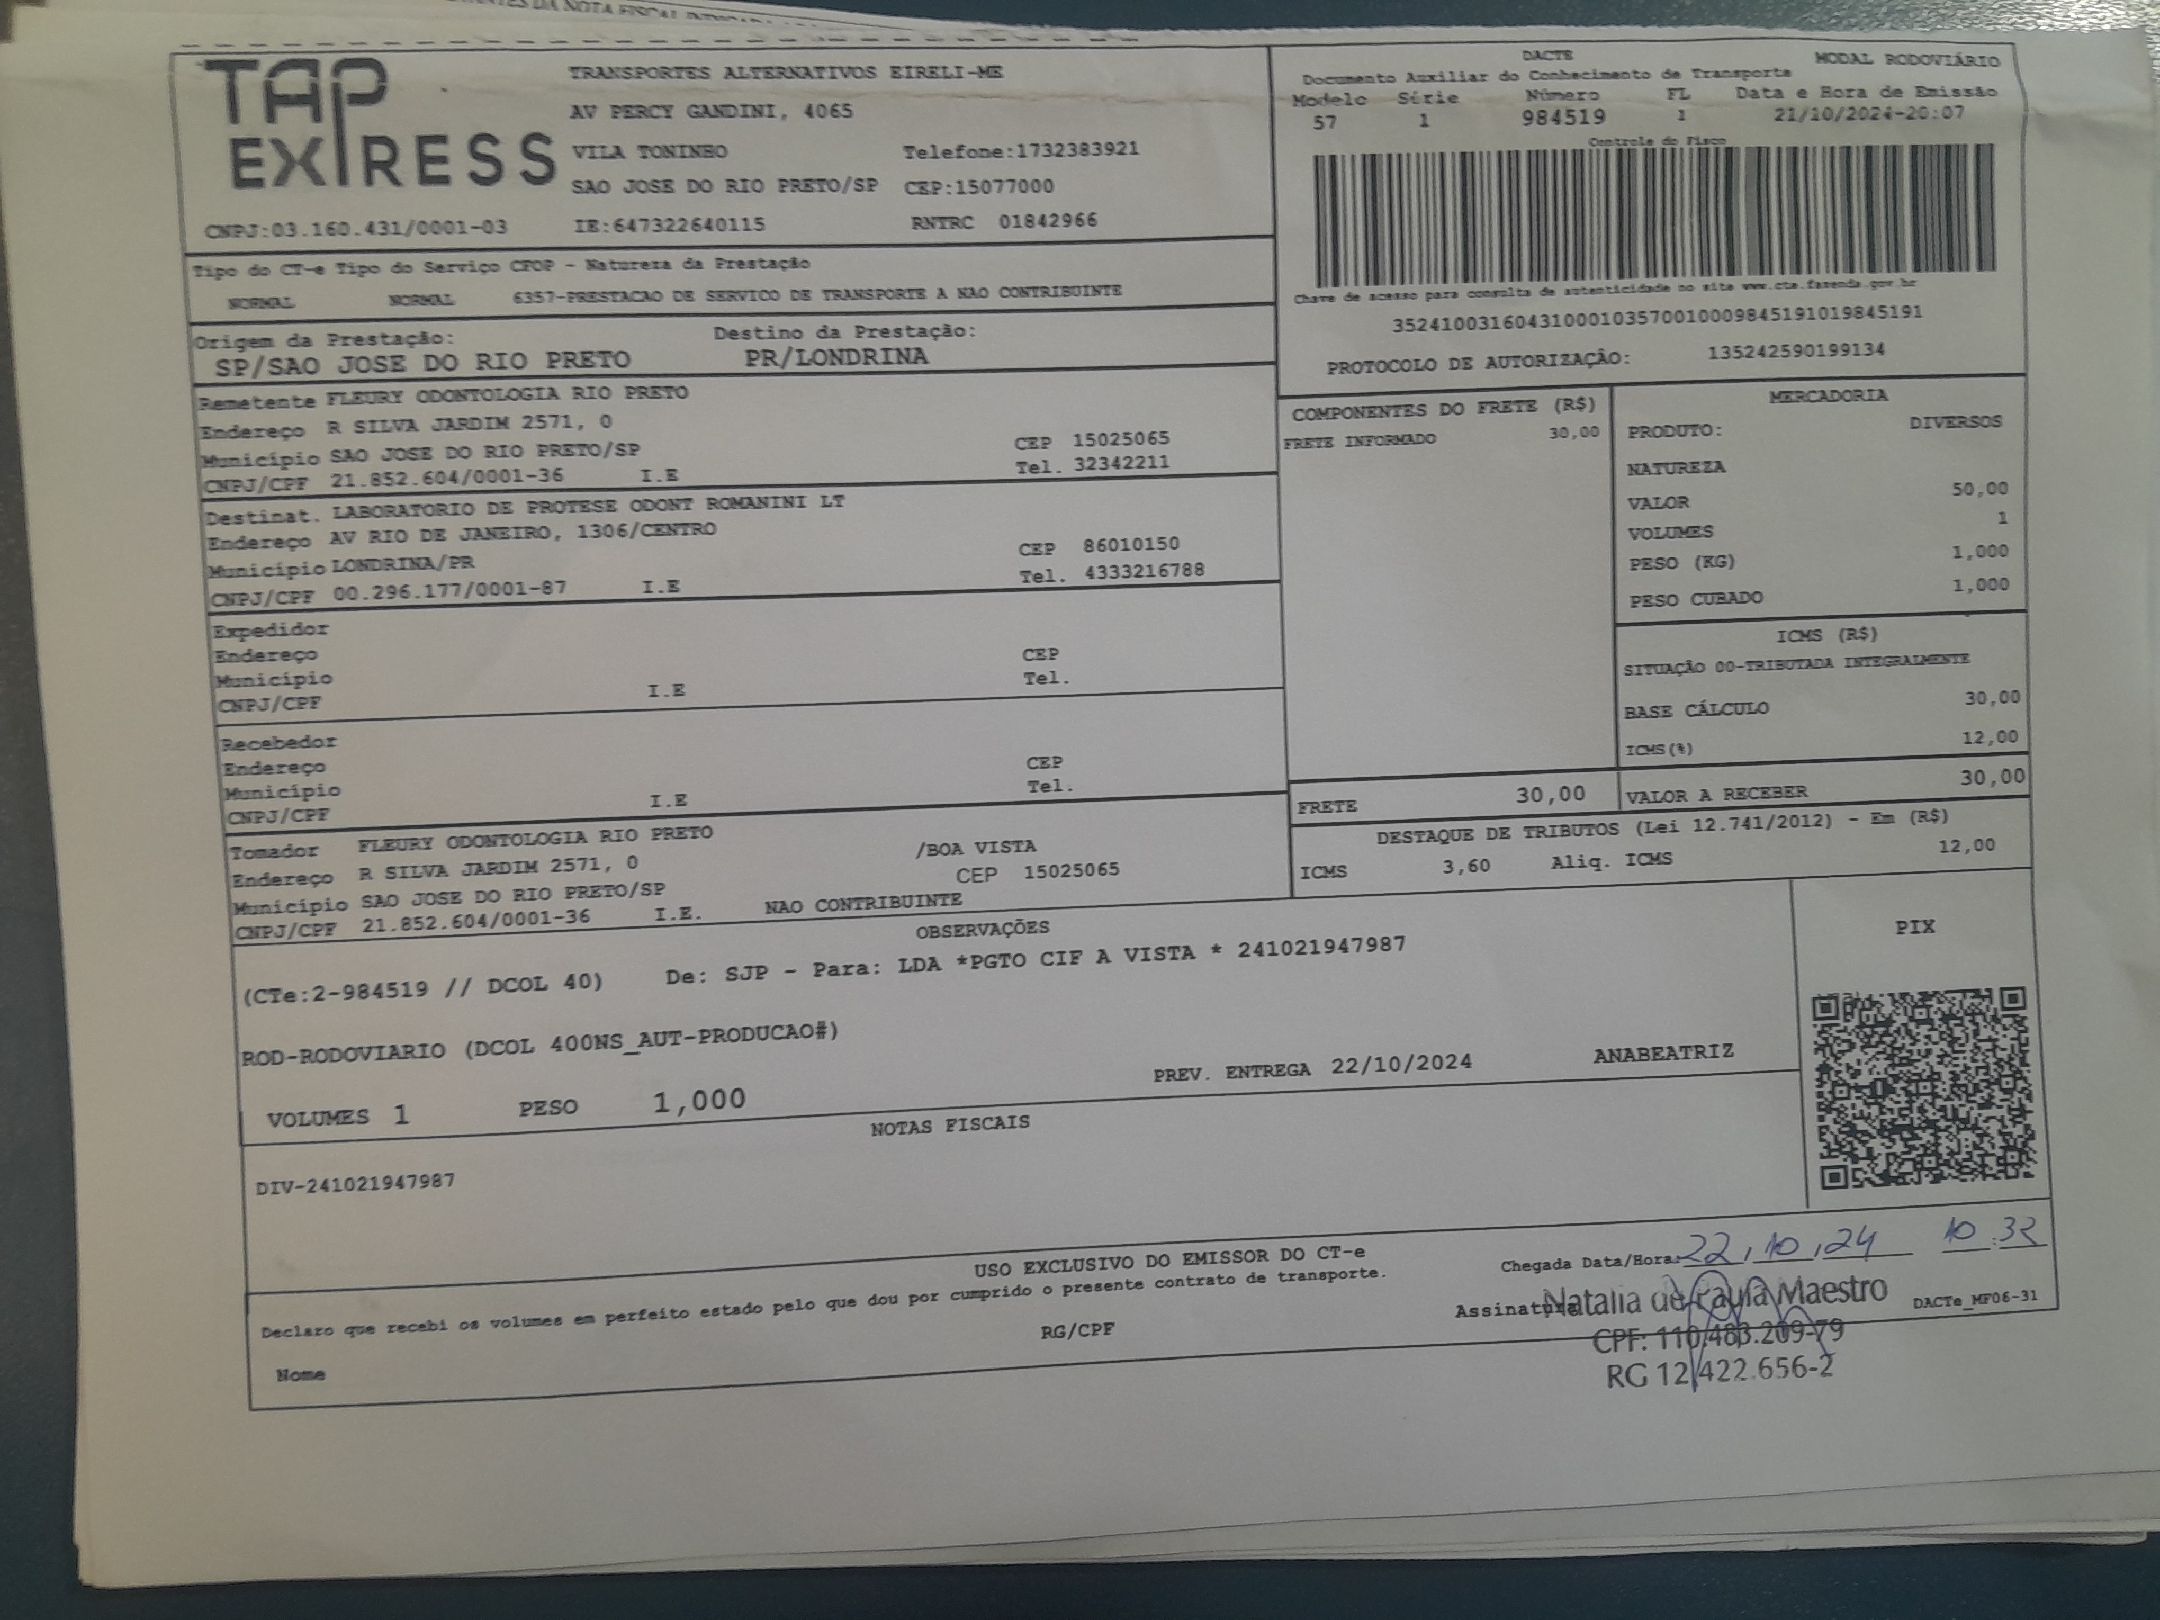 TAP EXPRESS
TRANSPORTES ALTERNATIVOS EIRELI-ME
AV PERCY GANDINI, 4065
VILA TONINHO Telefone:1732383921
SAO JOSE DO RIO PRETO/SP CEP:15077000
CNPJ:03.160.431/0001-03 IE:647322640115 RNTRC 01842966
DACTE MODAL RODOVIÁRIO
Documento Auxiliar do Conhecimento de Transporte
Modelo Série Número FL Data e Hora de Emissão
57 1 984519 1 21/10/2024-20:07
Controle do Fisco
Chave de acesso para consulta de autenticidade no site www.cte.fazenda.gov.br
35241003160431000103570010009845191019845191
PROTOCOLO DE AUTORIZAÇÃO: 135242590199134
Tipo do CT-e Tipo do Serviço CFOP - Natureza da Prestação
NORMAL NORMAL 6357-PRESTACAO DE SERVICO DE TRANSPORTE A NAO CONTRIBUINTE
Origem da Prestação: Destino da Prestação:
SP/SAO JOSE DO RIO PRETO PR/LONDRINA
Remetente FLEURY ODONTOLOGIA RIO PRETO
Endereço R SILVA JARDIM 2571, 0
Município SAO JOSE DO RIO PRETO/SP CEP 15025065
CNPJ/CPF 21.852.604/0001-36 I.E Tel. 32342211
Destinat. LABORATORIO DE PROTESE ODONT ROMANINI LT
Endereço AV RIO DE JANEIRO, 1306/CENTRO
Município LONDRINA/PR CEP 86010150
CNPJ/CPF 00.296.177/0001-87 I.E Tel. 4333216788
Expedidor
Endereço CEP
Município Tel.
CNPJ/CPF I.E
Recebedor
Endereço CEP
Município Tel.
CNPJ/CPF I.E
Tomador FLEURY ODONTOLOGIA RIO PRETO
Endereço R SILVA JARDIM 2571, 0 /BOA VISTA
Município SAO JOSE DO RIO PRETO/SP CEP 15025065
CNPJ/CPF 21.852.604/0001-36 I.E. NAO CONTRIBUINTE
COMPONENTES DO FRETE (R$)
FRETE INFORMADO 30,00
MERCADORIA
PRODUTO: DIVERSOS
NATUREZA
VALOR 50,00
VOLUMES 1
PESO (KG) 1,000
PESO CUBADO 1,000
ICMS (R$)
SITUAÇÃO 00-TRIBUTADA INTEGRALMENTE
BASE CÁLCULO 30,00
ICMS(%) 12,00
FRETE 30,00 VALOR A RECEBER 30,00
DESTAQUE DE TRIBUTOS (Lei 12.741/2012) - Em (R$)
ICMS 3,60 Aliq. ICMS 12,00
OBSERVAÇÕES
(CTe:2-984519 // DCOL 40) De: SJP - Para: LDA *PGTO CIF A VISTA * 241021947987
ROD-RODOVIARIO (DCOL 400NS_AUT-PRODUCAO#)
PREV. ENTREGA 22/10/2024 ANABEATRIZ
VOLUMES 1 PESO 1,000
PIX
NOTAS FISCAIS
DIV-241021947987
USO EXCLUSIVO DO EMISSOR DO CT-e
Declaro que recebi os volumes em perfeito estado pelo que dou por cumprido o presente contrato de transporte.
Nome RG/CPF
Chegada Data/Hora: 22,10,24 10:32
Assinatura DACTe_MF06-31
Natalia de Paula Maestro
CPF: 110.483.209-79
RG 12.422.656-2